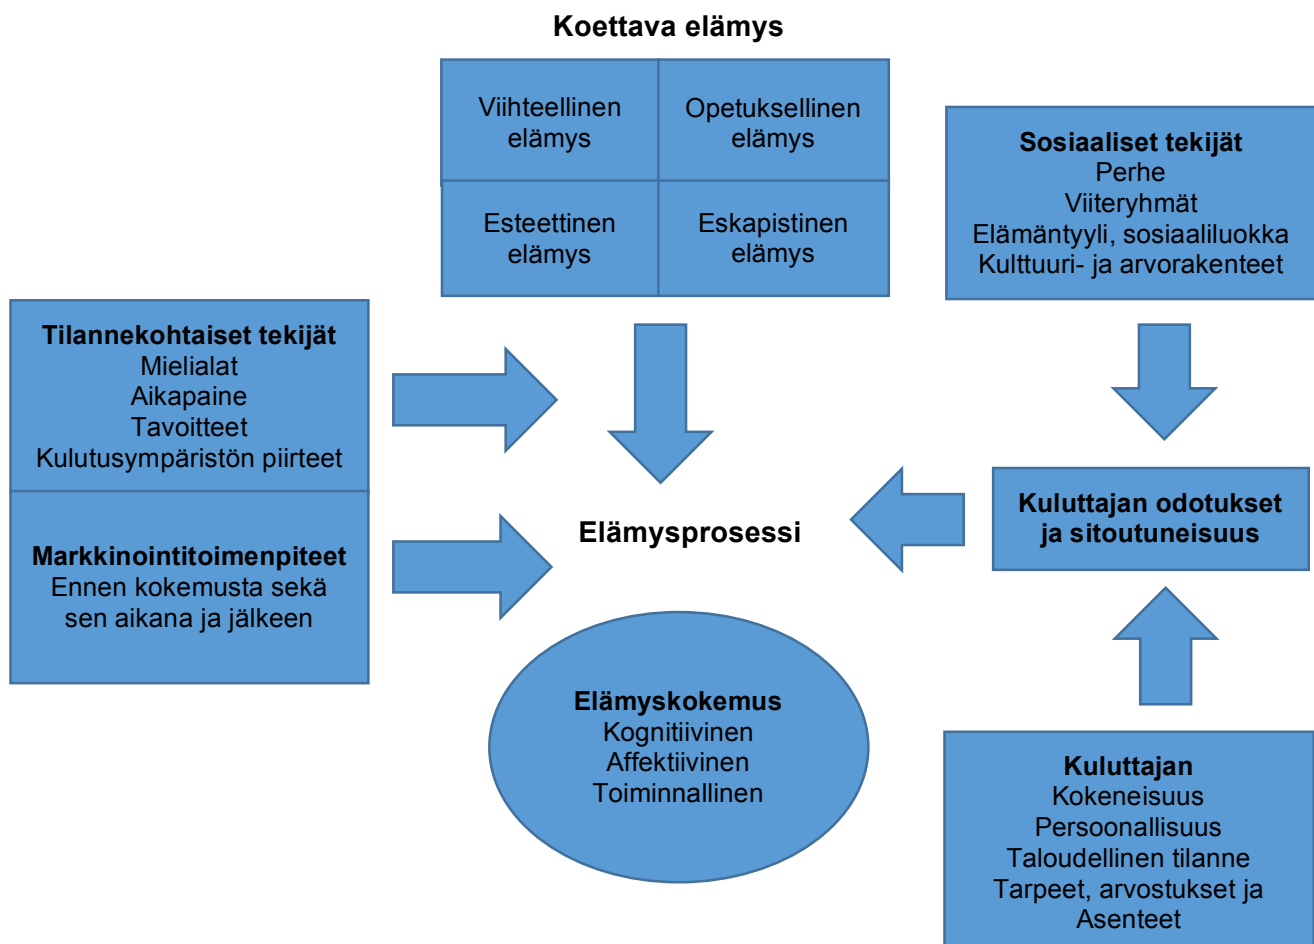 Koettava elämys
Viihteellinen
elämys
Opetuksellinen
elämys
Esteettinen
elämys
Eskapistinen
elämys
Sosiaaliset tekijät
Perhe
Viiteryhmät
Elämäntyyli, sosiaaliluokka
Kulttuuri- ja arvorakenteet
Tilannekohtaiset tekijät
Mielialat
Aikapaine
Tavoitteet
Kulutusympäristön piirteet
Markkinointitoimenpiteet
Ennen kokemusta sekä
sen aikana ja jälkeen
Elämysprosessi
Kuluttajan odotukset
ja sitoutuneisuus
Elämyskokemus
Kognitiivinen
Affektiivinen
Toiminnallinen
Kuluttajan
Kokeneisuus
Persoonallisuus
Taloudellinen tilanne
Tarpeet, arvostukset ja
Asenteet